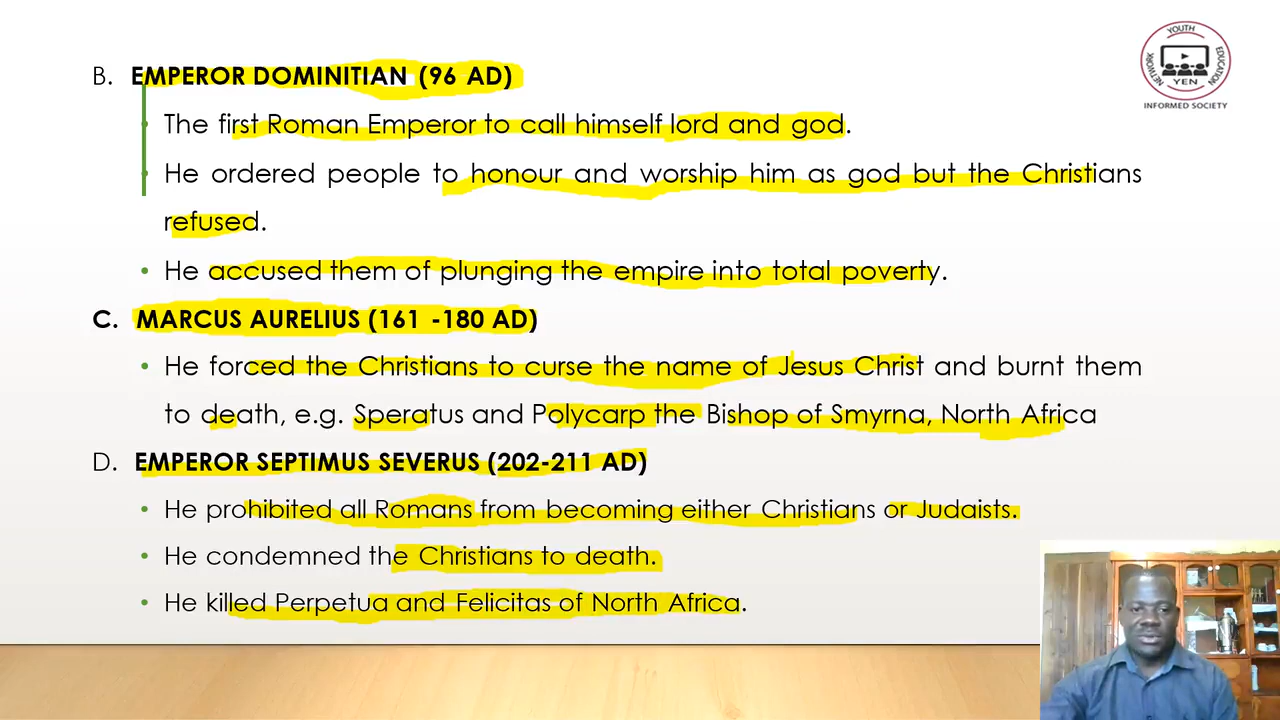 B. EMPEROR DOMINITIAN (96 AD)
• The first Roman Emperor to call himself lord and god.
• He ordered people to honour and worship him as god but the Christians
refused.
• He accused them of plunging the empire into total poverty.
C. MARCUS AURELIUS (161 -180 AD)
• He forced the Christians to curse the name of Jesus Christ and burnt them
to death, e.g. Speratus and Polycarp the Bishop of Smyrna, North Africa
D. EMPEROR SEPTIMUS SEVERUS (202-211 AD)
• He prohibited all Romans from becoming either Christians or Judaists.
• He condemned the Christians to death.
• He killed Perpetua and Felicitas of North Africa.
YOUTH
EDUCATION
NETWORK
YEN
INFORMED SOCIETY